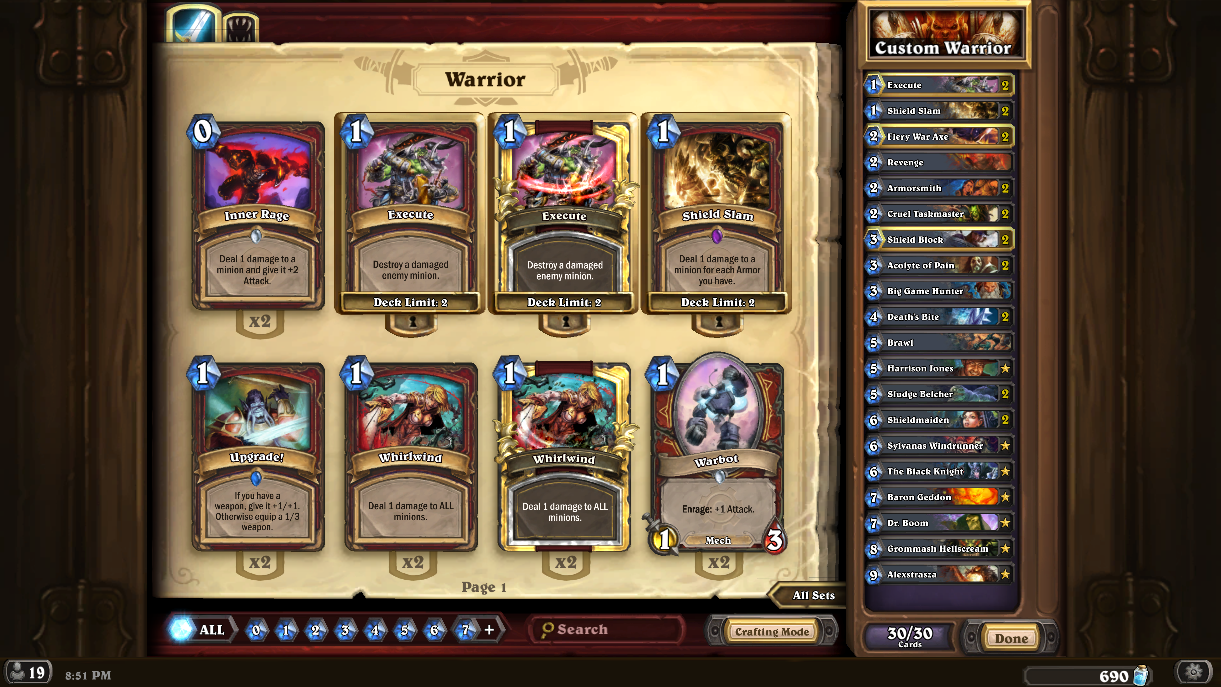 Warrior
0
Inner Rage
Deal 1 damage to a
minion and give it +2
Attack.
x2
1
Execute
Destroy a damaged
enemy minion.
Deck Limit: 2
1
Execute
Destroy a damaged
enemy minion.
Deck Limit: 2
1
Shield Slam
Deal 1 damage to a
minion for each Armor
you have.
Deck Limit: 2
1
Upgrade!
If you have a
weapon, give it +1/+1.
Otherwise equip a 1/3
weapon.
x2
1
Whirlwind
Deal 1 damage to ALL
minions.
x2
1
Whirlwind
Deal 1 damage to ALL
minions.
x2
1
Warbot
Enrage: +1 Attack.
1 Mech 3
x2
Page 1
All Sets
ALL 0 1 2 3 4 5 6 7 +
Search
Crafting Mode
Custom Warrior
1 Execute 2
1 Shield Slam 2
2 Fiery War Axe 2
2 Revenge
2 Armorsmith 2
2 Cruel Taskmaster 2
3 Shield Block 2
3 Acolyte of Pain 2
3 Big Game Hunter
4 Death's Bite 2
5 Brawl
5 Harrison Jones
5 Sludge Belcher 2
6 Shieldmaiden 2
6 Sylvanas Windrunner
6 The Black Knight
7 Baron Geddon
7 Dr. Boom
8 Grommash Hellscream
9 Alexstrasza
30/30
Cards
Done
19
8:51 PM
690